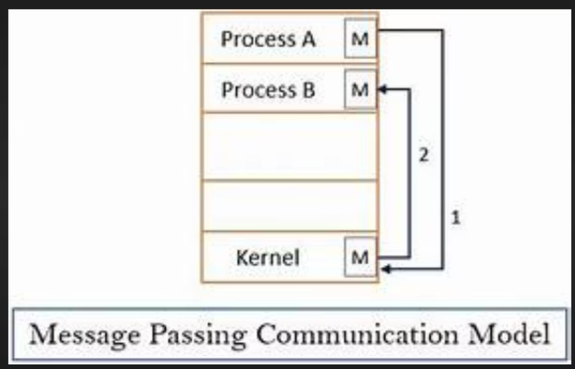 Process A M
Process B M
2
1
Kernel M
Message Passing Communication Model